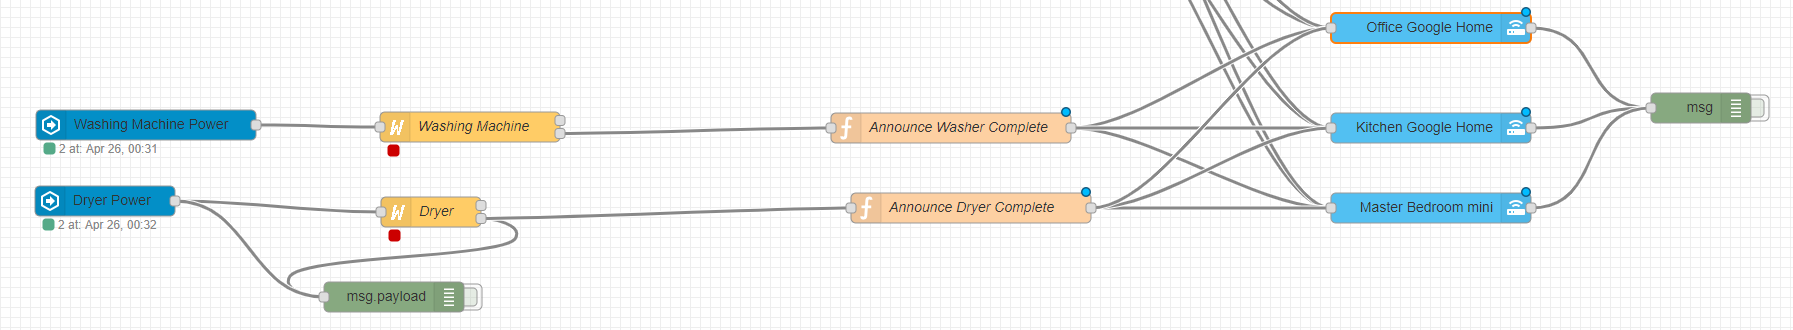 Office Google Home
msg
Washing Machine Power
Washing Machine
Announce Washer Complete
Kitchen Google Home
2 at: Apr 26, 00:31
Dryer Power
Dryer
Announce Dryer Complete
Master Bedroom mini
2 at: Apr 26, 00:32
msg.payload